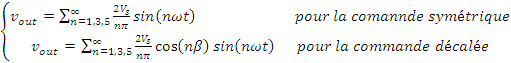 v_out = ∑_{n=1,3,5}^{∞} 2V_s/nπ sin(nωt) pour la comannde symétrique
v_out = ∑_{n=1,3,5}^{∞} 2V_s/nπ cos(nβ) sin(nωt) pour la commande décalée